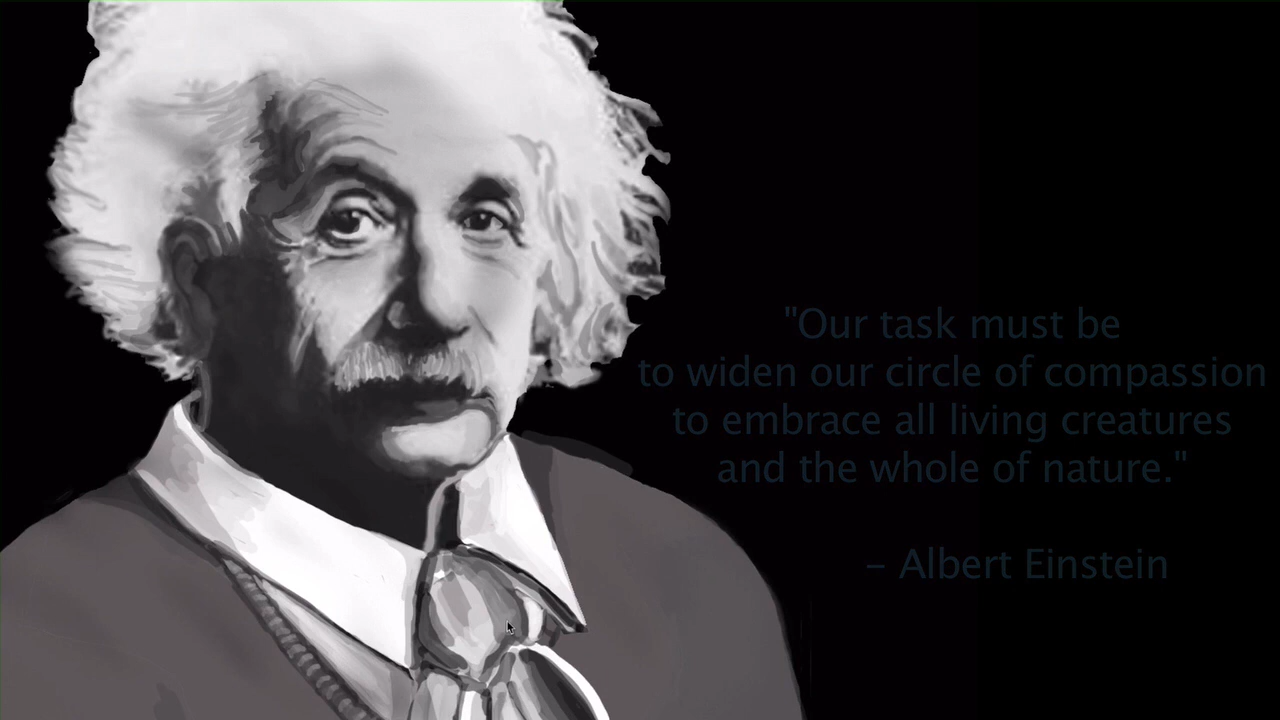 "Our task must be
to widen our circle of compassion
to embrace all living creatures
and the whole of nature."
– Albert Einstein